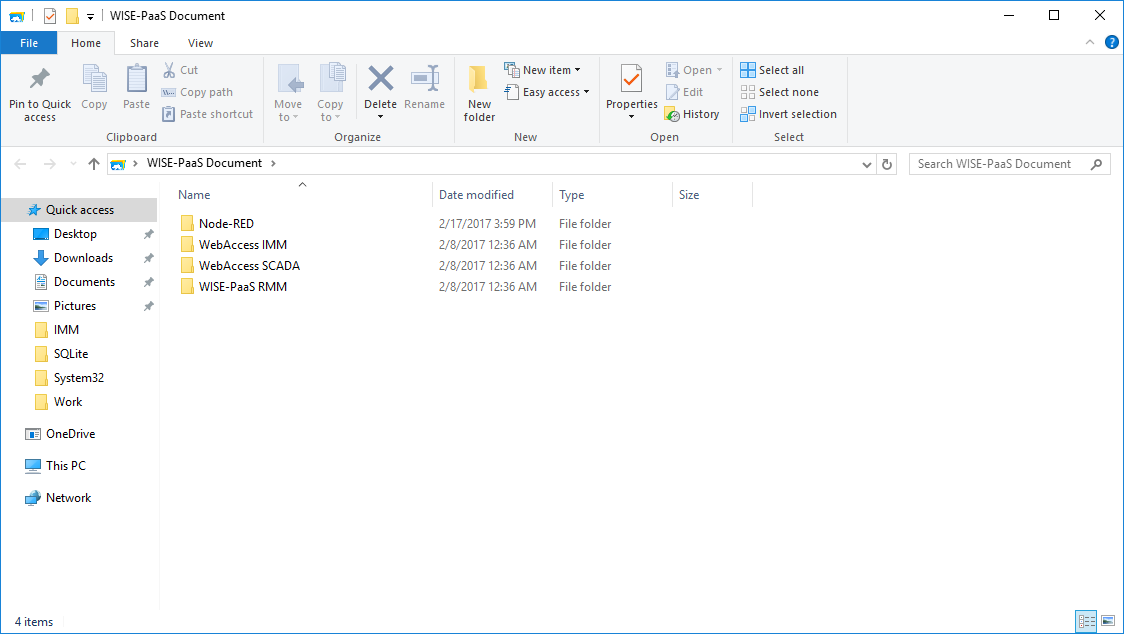 WISE-PaaS Document
File Home Share View
Pin to Quick access
Copy
Paste
Cut
Copy path
Paste shortcut
Clipboard
Move to
Copy to
Delete
Rename
Organize
New folder
New item
Easy access
New
Properties
Open
Edit
History
Open
Select all
Select none
Invert selection
Select
WISE-PaaS Document
Search WISE-PaaS Document
Name Date modified Type Size
Quick access
Desktop
Downloads
Documents
Pictures
IMM
SQLite
System32
Work
OneDrive
This PC
Network
Node-RED 2/17/2017 3:59 PM File folder
WebAccess IMM 2/8/2017 12:36 AM File folder
WebAccess SCADA 2/8/2017 12:36 AM File folder
WISE-PaaS RMM 2/8/2017 12:36 AM File folder
4 items